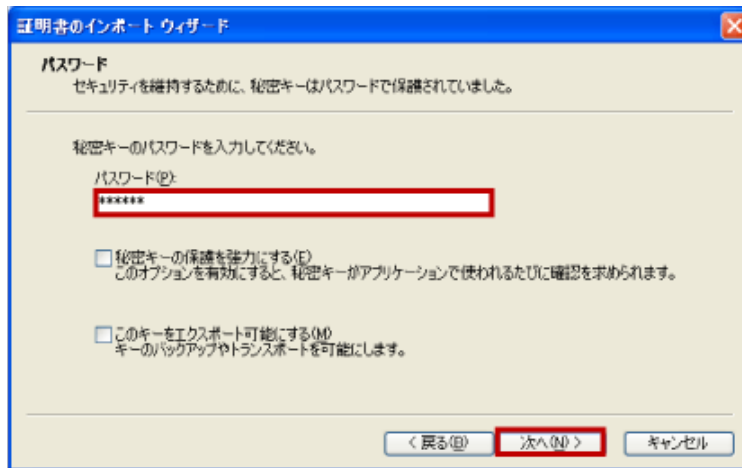 証明書のインポート ウィザード
パスワード
セキュリティを維持するために、秘密キーはパスワードで保護されていました。
秘密キーのパスワードを入力してください。
パスワード(P):
******
秘密キーの保護を強力にする(E)
このオプションを有効にすると、秘密キーがアプリケーションで使われるたびに確認を求められます。
このキーをエクスポート可能にする(M)
キーのバックアップやトランスポートを可能にします。
< 戻る(B) 次へ(N) > キャンセル